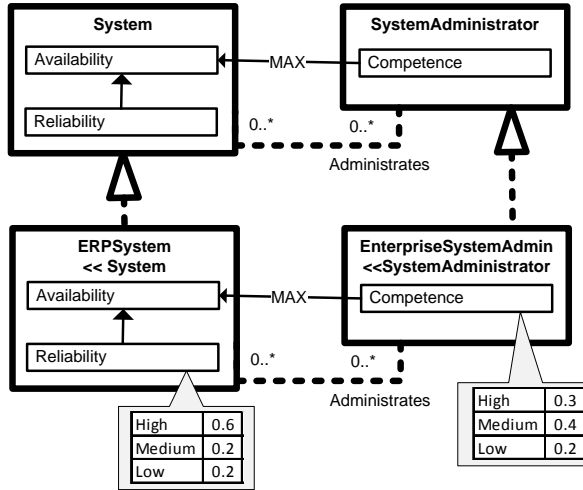 System
SystemAdministrator
Availability
MAX
Competence
Reliability
0..*
0..*
Administrates
ERPSystem
<< System
EnterpriseSystemAdmin
<<SystemAdministrator
Availability
MAX
Competence
Reliability
0..*
0..*
Administrates
High 0.6
Medium 0.2
Low 0.2
High 0.3
Medium 0.4
Low 0.2